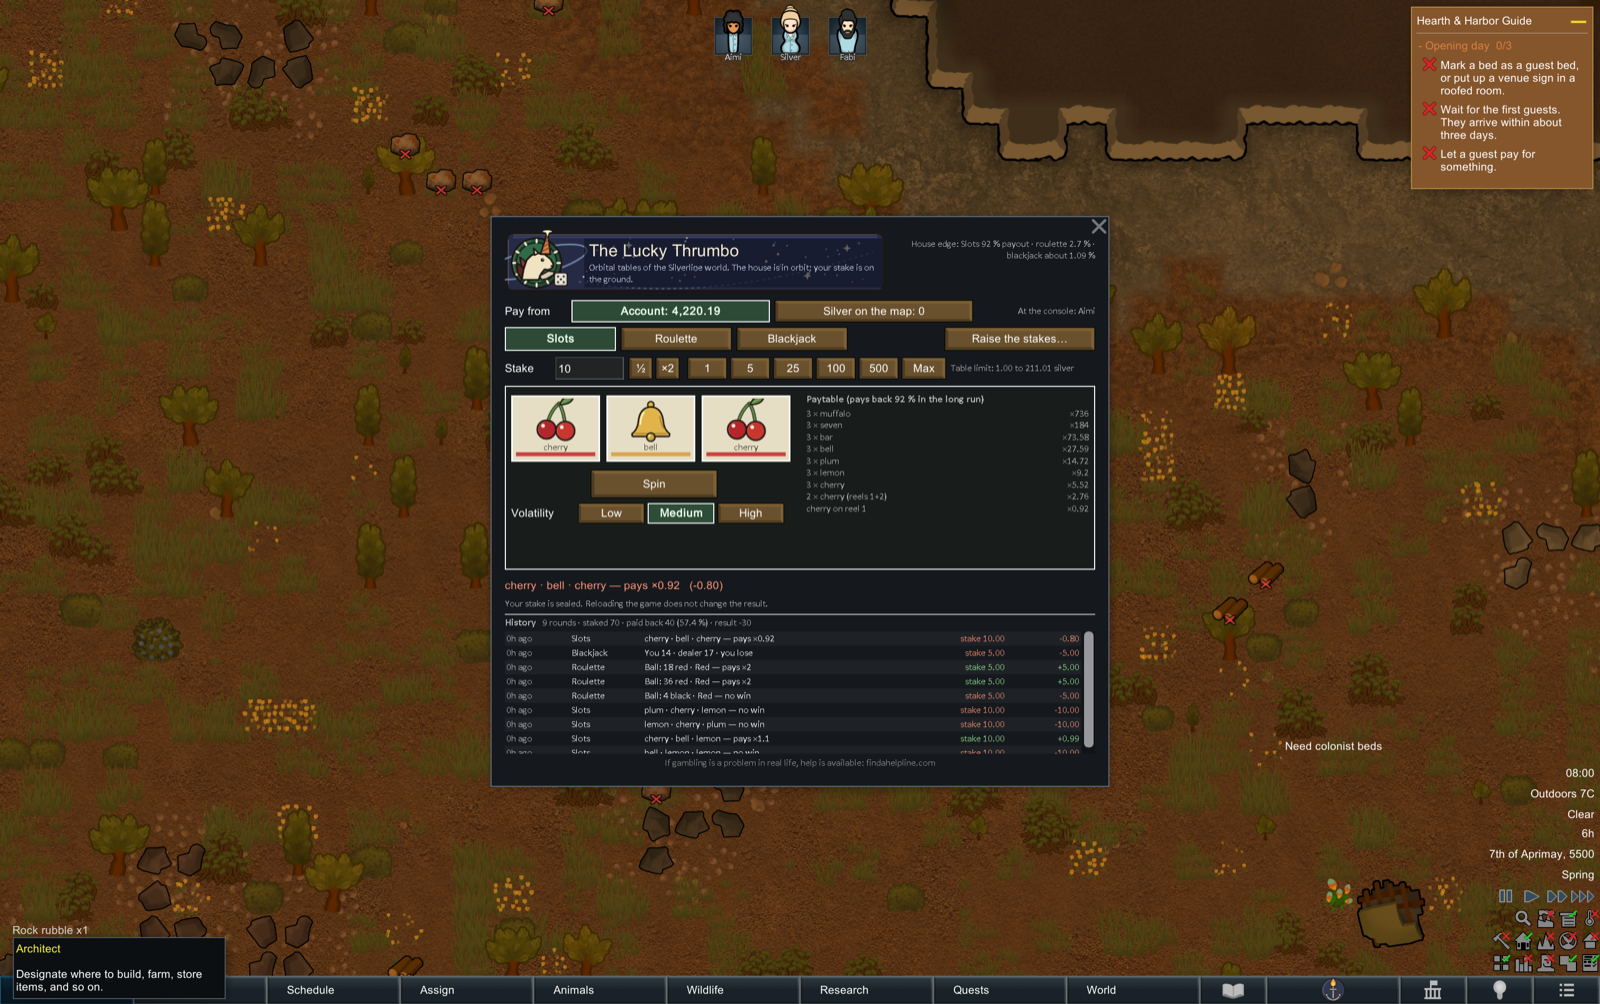 Aimi
Silver
Fabi
Hearth & Harbor Guide
- Opening day 0/3
Mark a bed as a guest bed,
or put up a venue sign in a
roofed room.
Wait for the first guests.
They arrive within about
three days.
Let a guest pay for
something.
The Lucky Thrumbo
Orbital tables of the Silverline world. The house is in orbit; your stake is on
the ground.
House edge: Slots 92 % payout · roulette 2.7 % ·
blackjack about 1.09 %
Pay from
Account: 4,220.19
Silver on the map: 0
At the console: Aimi
Slots
Roulette
Blackjack
Raise the stakes...
Stake
10
½
×2
1
5
25
100
500
Max
Table limit: 1.00 to 211.01 silver
cherry
bell
cherry
Spin
Volatility
Low
Medium
High
Paytable (pays back 92 % in the long run)
3 × muffalo ×736
3 × seven ×184
3 × bar ×73.58
3 × bell ×27.59
3 × plum ×14.72
3 × lemon ×9.2
3 × cherry ×5.52
2 × cherry (reels 1+2) ×2.76
cherry on reel 1 ×0.92
cherry · bell · cherry — pays ×0.92 (-0.80)
Your stake is sealed. Reloading the game does not change the result.
History 9 rounds · staked 70 · paid back 40 (57.4 %) · result -30
0h ago Slots cherry · bell · cherry — pays ×0.92 stake 10.00 -0.80
0h ago Blackjack You 14 · dealer 17 · you lose stake 5.00 -5.00
0h ago Roulette Ball: 18 red · Red — pays ×2 stake 5.00 +5.00
0h ago Roulette Ball: 36 red · Red — pays ×2 stake 5.00 +5.00
0h ago Roulette Ball: 4 black · Red — no win stake 5.00 -5.00
0h ago Slots plum · cherry · lemon — no win stake 10.00 -10.00
0h ago Slots lemon · cherry · plum — no win stake 10.00 -10.00
0h ago Slots cherry · bell · lemon — pays ×1.1 stake 10.00 +0.99
0h ago Slots bell · lemon · lemon — no win stake 10.00 -10.00
If gambling is a problem in real life, help is available: findahelpline.com
Need colonist beds
08:00
Outdoors 7C
Clear
6h
7th of Aprimay, 5500
Spring
Rock rubble x1
Architect
Designate where to build, farm, store
items, and so on.
Schedule
Assign
Animals
Wildlife
Research
Quests
World